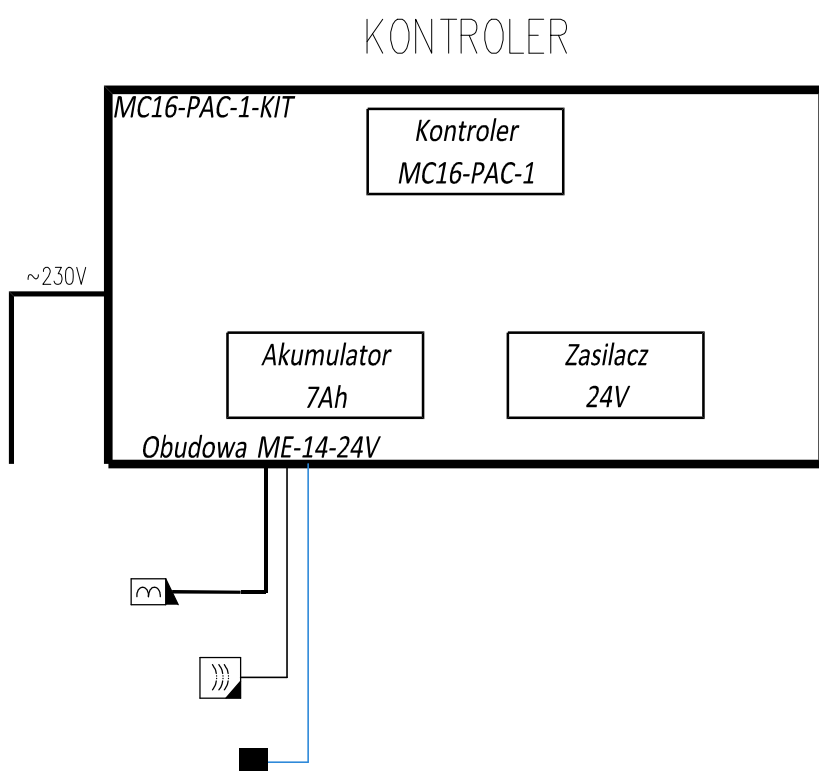 KONTROLER
MC16-PAC-1-KIT
Kontroler
MC16-PAC-1
~230V
Akumulator
7Ah
Zasilacz
24V
Obudowa ME-14-24V